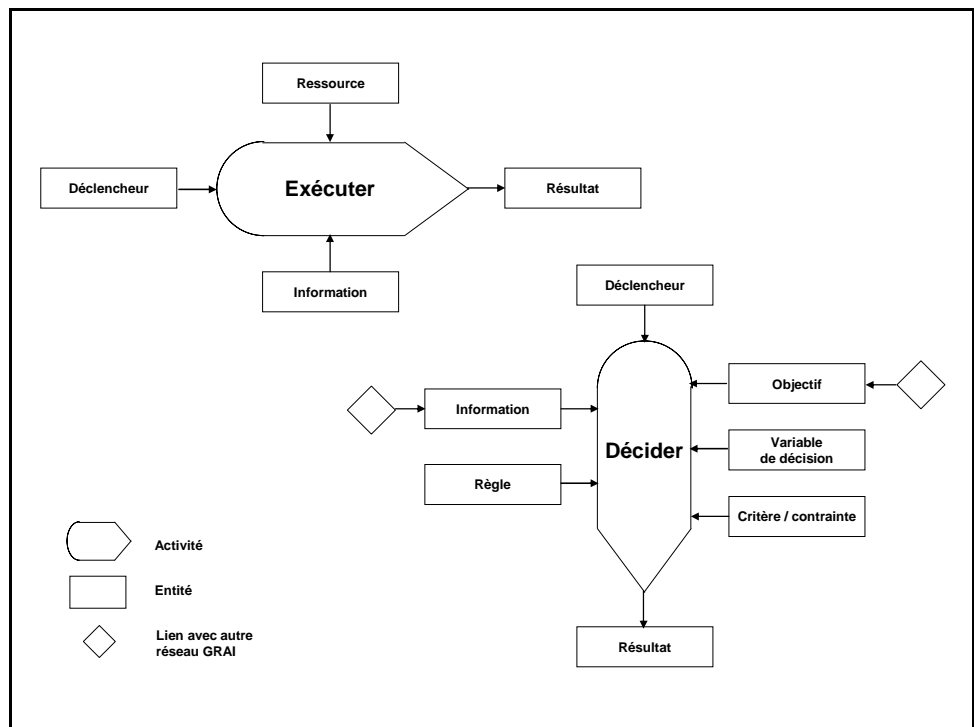 Ressource
Déclencheur
Exécuter
Résultat
Information
Déclencheur
Information
Objectif
Décider
Variable
de décision
Règle
Critère / contrainte
Résultat
Activité
Entité
Lien avec autre
réseau GRAI